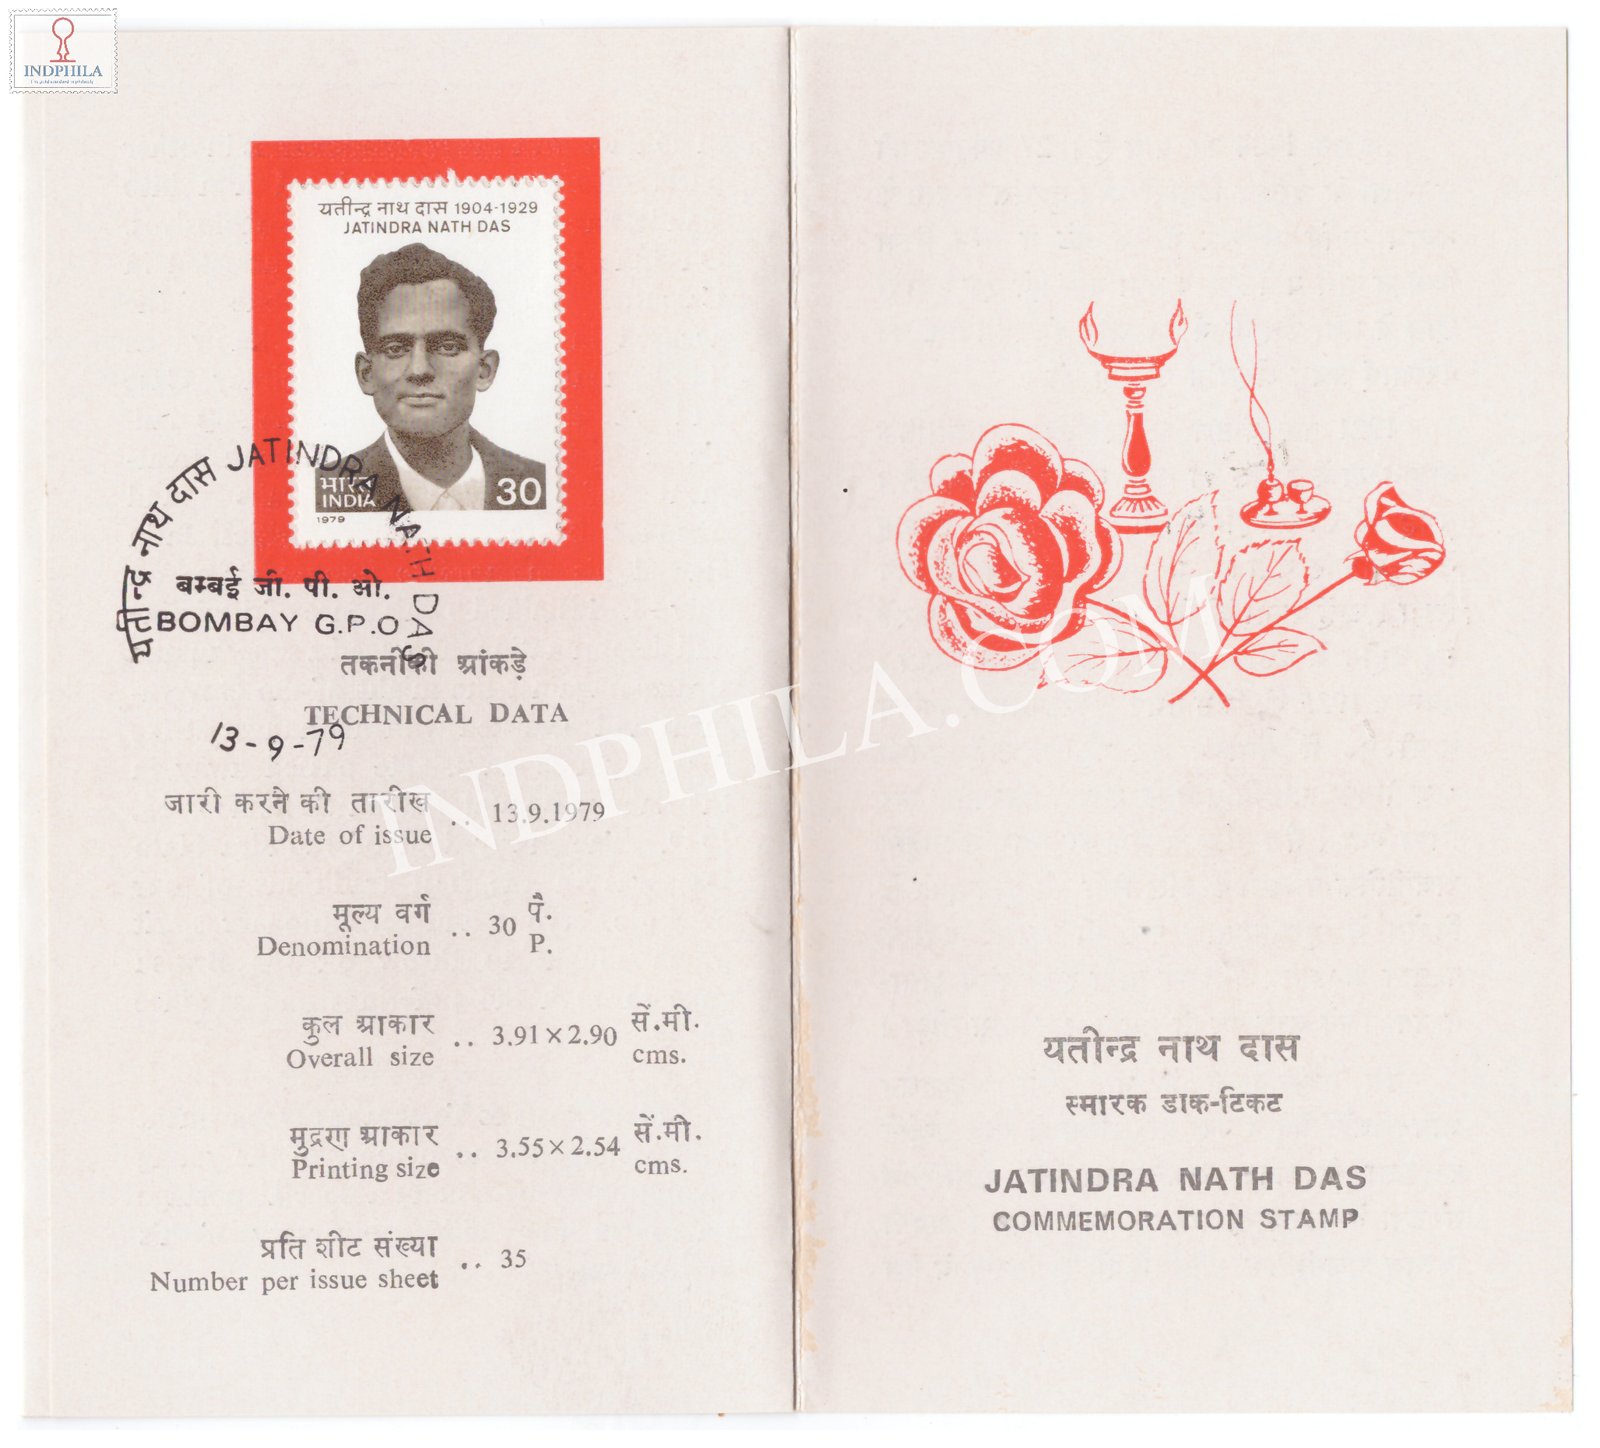 INDPHILA
यतीन्द्र नाथ दास 1904-1929
JATINDRA NATH DAS
भारत
INDIA
30
1979
यतीन्द्र नाथ दास JATINDRA NATH DAS
बम्बई जी. पी. ओ.
BOMBAY G.P.O
13-9-79
तकनीकी आंकड़े
TECHNICAL DATA
जारी करने की तारीख .. 13.9.1979
Date of issue
मूल्य वर्ग .. 30 पै.
Denomination P.
कुल आकार .. 3.91×2.90 सें.मी.
Overall size cms.
मुद्रण आकार .. 3.55×2.54 सें.मी.
Printing size cms.
प्रति शीट संख्या .. 35
Number per issue sheet
यतीन्द्र नाथ दास
स्मारक डाक-टिकट
JATINDRA NATH DAS
COMMEMORATION STAMP
INDPHILA.COM